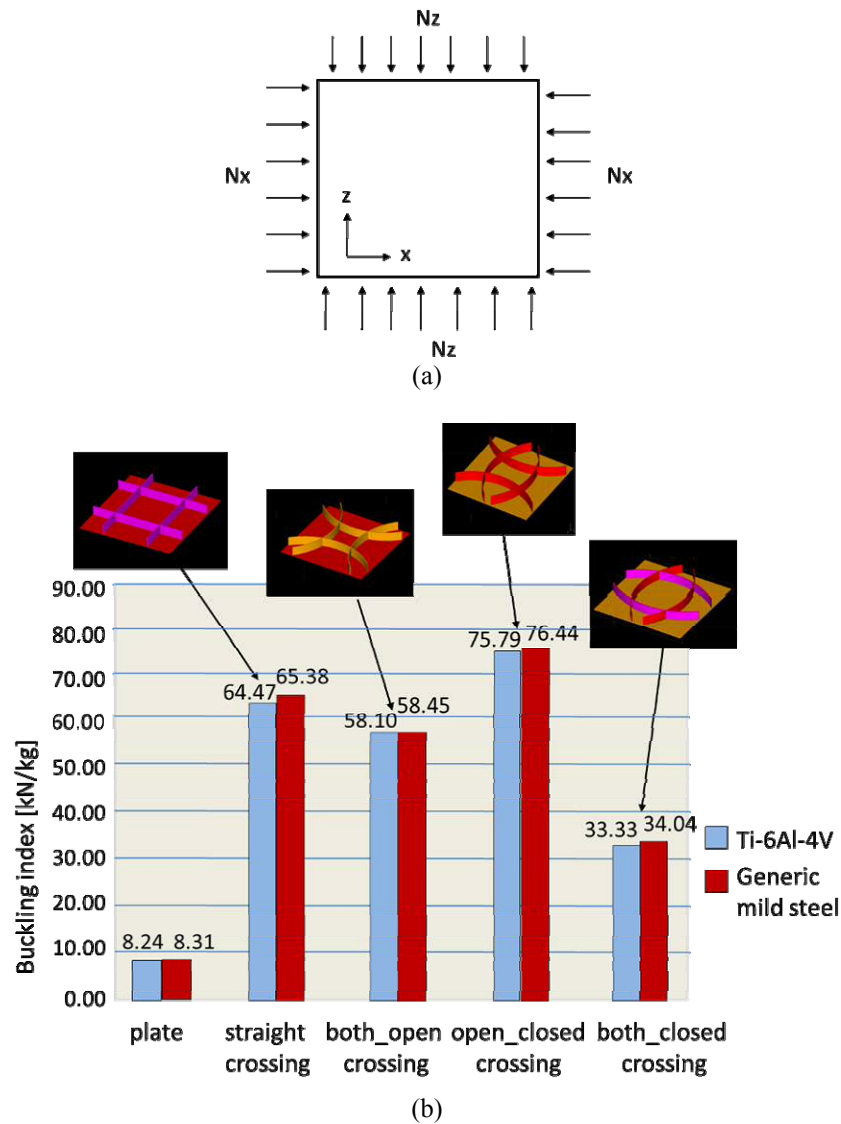 Nz
Nx
Nx
z
x
Nz
(a)
90.00
80.00
70.00
60.00
50.00
40.00
30.00
20.00
10.00
0.00
Buckling index [kN/kg]
8.24
8.31
64.47
65.38
58.10
58.45
75.79
76.44
33.33
34.04
plate
straight
crossing
both_open
crossing
open_closed
crossing
both_closed
crossing
Ti-6Al-4V
Generic
mild steel
(b)